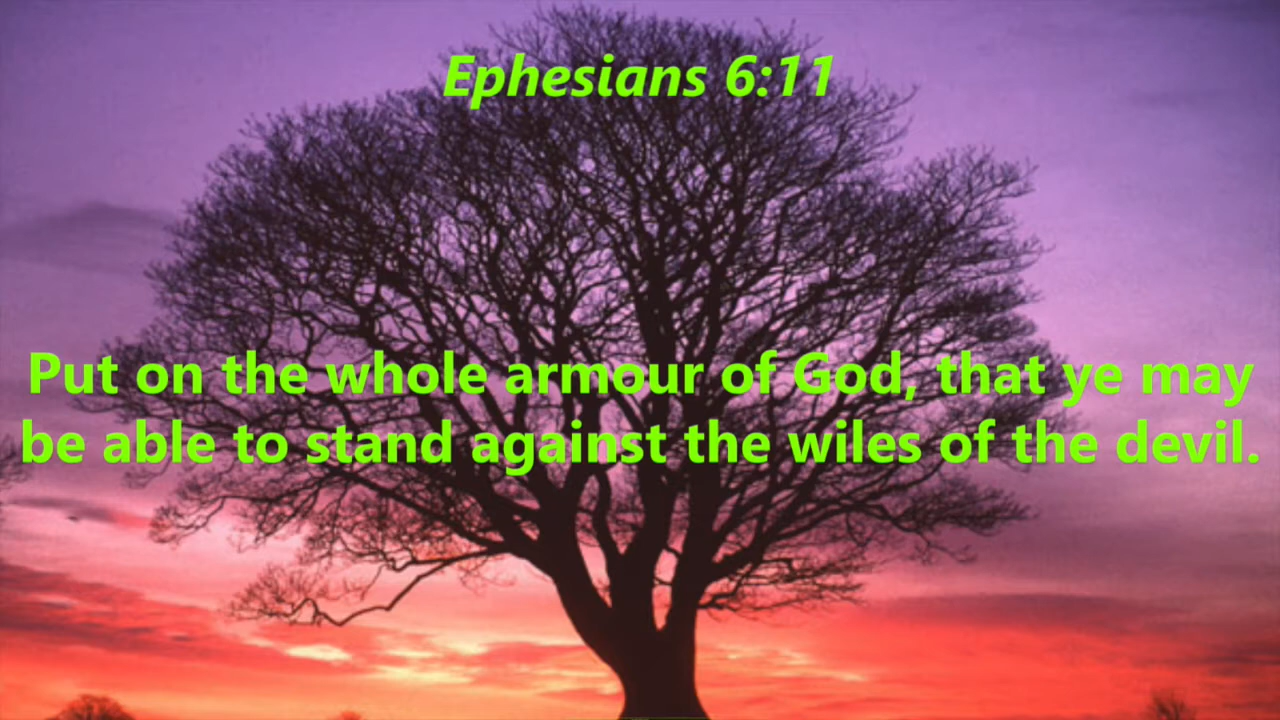 Ephesians 6:11
Put on the whole armour of God, that ye may
be able to stand against the wiles of the devil.